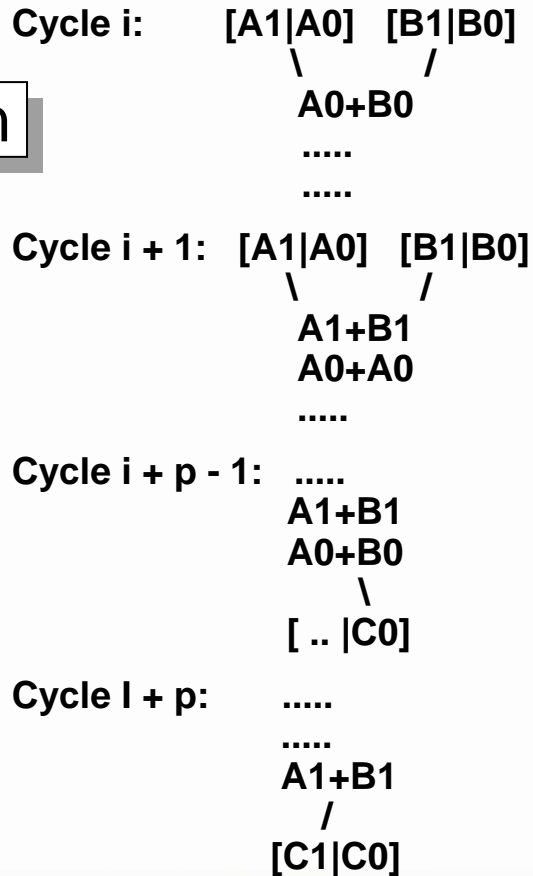 Cycle i: [A1|A0] [B1|B0]
\ /
A0+B0
.....
.....
Cycle i + 1: [A1|A0] [B1|B0]
\ /
A1+B1
A0+A0
.....
Cycle i + p - 1: .....
A1+B1
A0+B0
\
[ .. |C0]
Cycle I + p: .....
.....
A1+B1
/
[C1|C0]